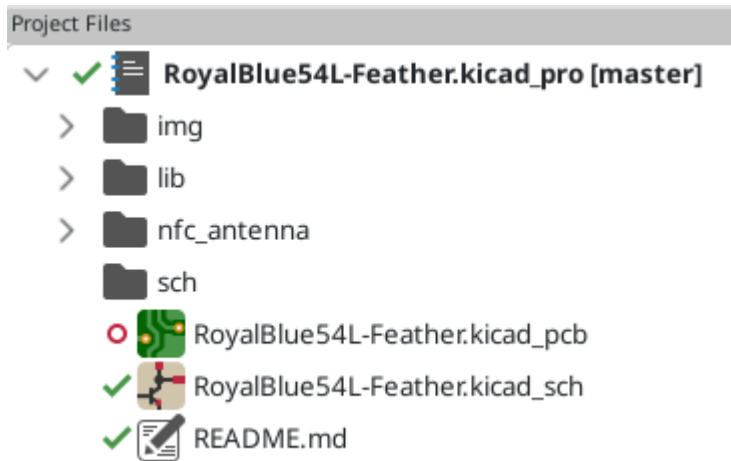 Project Files
RoyalBlue54L-Feather.kicad_pro [master]
img
lib
nfc_antenna
sch
RoyalBlue54L-Feather.kicad_pcb
RoyalBlue54L-Feather.kicad_sch
README.md